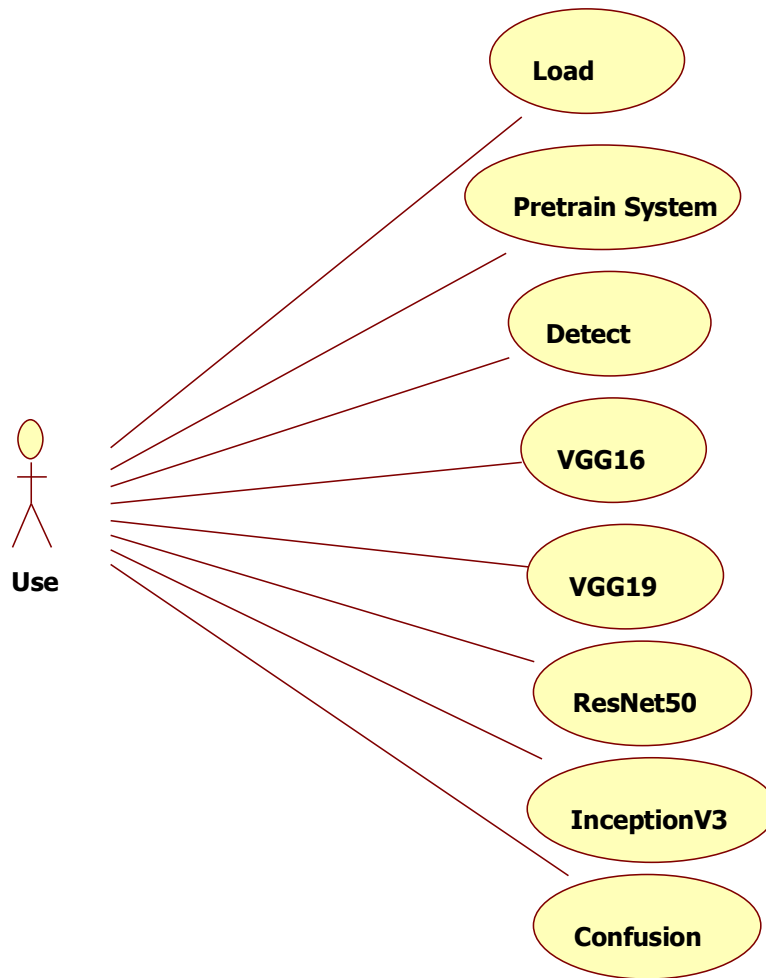 Load
Pretrain System
Detect
VGG16
Use
VGG19
ResNet50
InceptionV3
Confusion